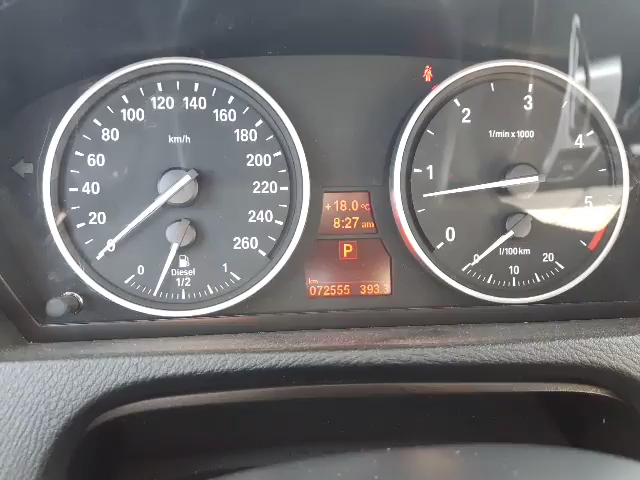 0 20 40 60 80 100 120 140 160 180 200 220 240 260
km/h
0 1/2 1
Diesel
+18.0°C
8:27 am
P
km
072555 393.3
0 1 2 3 4 5
1/min x 1000
l/100km
0 10 20